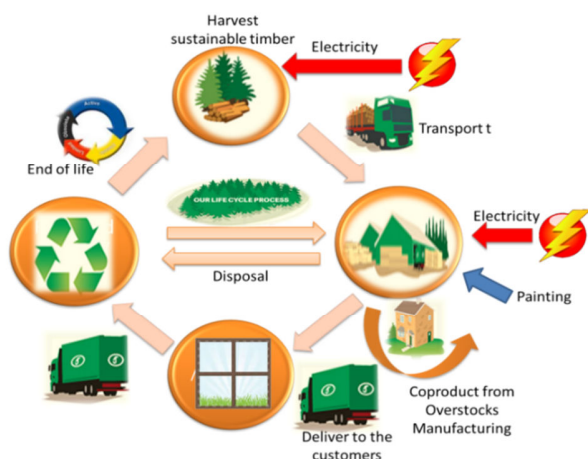 Harvest
sustainable timber
Electricity
Transport t
End of life
OUR LIFE CYCLE PROCESS
Electricity
Disposal
Painting
Coproduct from
Overstocks
Manufacturing
Deliver to the
customers